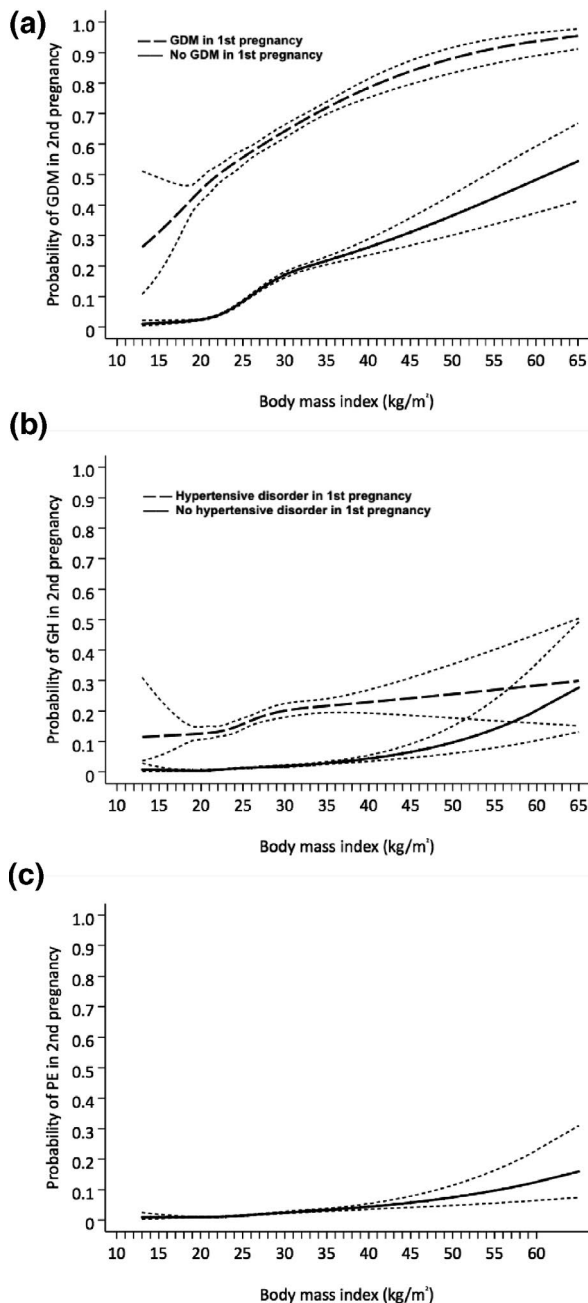 (a)
GDM in 1st pregnancy
No GDM in 1st pregnancy
Probability of GDM in 2nd pregnancy
1.0
0.9
0.8
0.7
0.6
0.5
0.4
0.3
0.2
0.1
0
10 15 20 25 30 35 40 45 50 55 60 65
Body mass index (kg/m²)
(b)
Hypertensive disorder in 1st pregnancy
No hypertensive disorder in 1st pregnancy
Probability of GH in 2nd pregnancy
1.0
0.9
0.8
0.7
0.6
0.5
0.4
0.3
0.2
0.1
0
10 15 20 25 30 35 40 45 50 55 60 65
Body mass index (kg/m²)
(c)
Probability of PE in 2nd pregnancy
1.0
0.9
0.8
0.7
0.6
0.5
0.4
0.3
0.2
0.1
0
10 15 20 25 30 35 40 45 50 55 60
Body mass index (kg/m²)